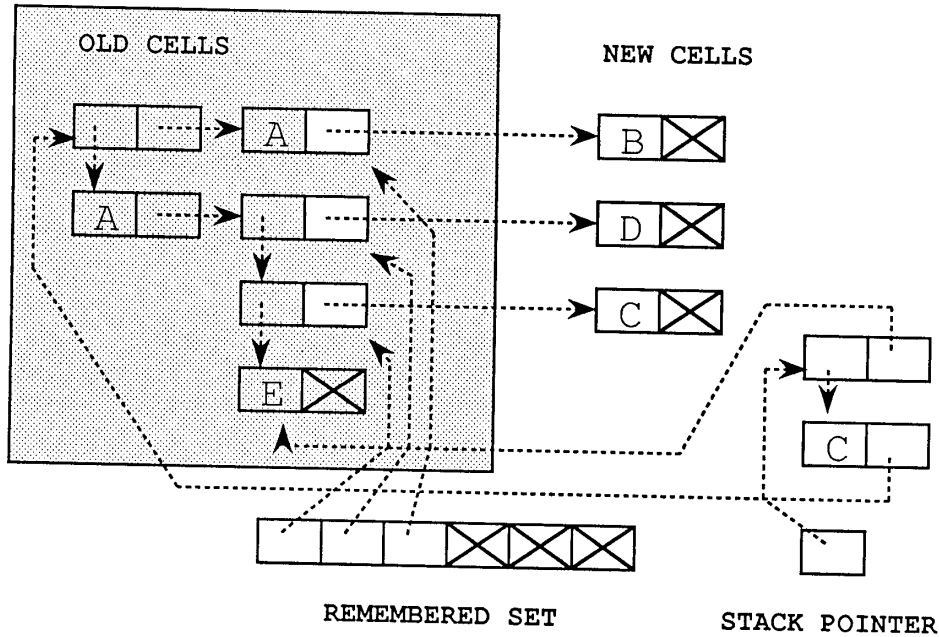 OLD CELLS
NEW CELLS
A
B
A
D
C
E
C
REMEMBERED SET
STACK POINTER